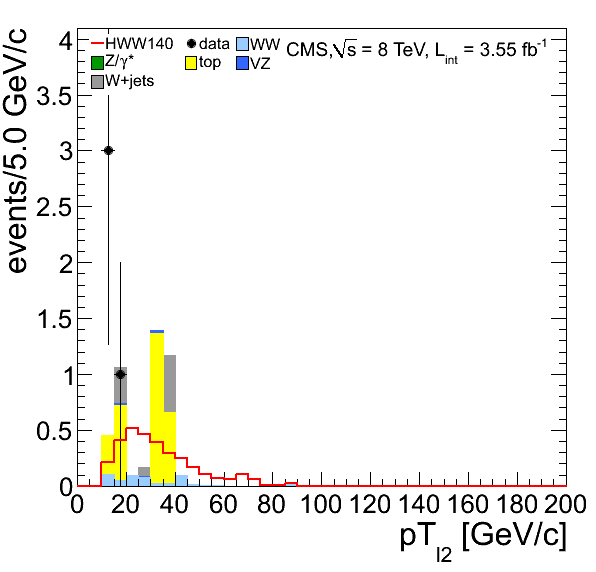 HWW140 data WW CMS,√s = 8 TeV, L_int = 3.55 fb⁻¹
Z/γ* top VZ
W+jets
events/5.0 GeV/c
4
3.5
3
2.5
2
1.5
1
0.5
0
0 20 40 60 80 100 120 140 160 180 200
pT_l2 [GeV/c]